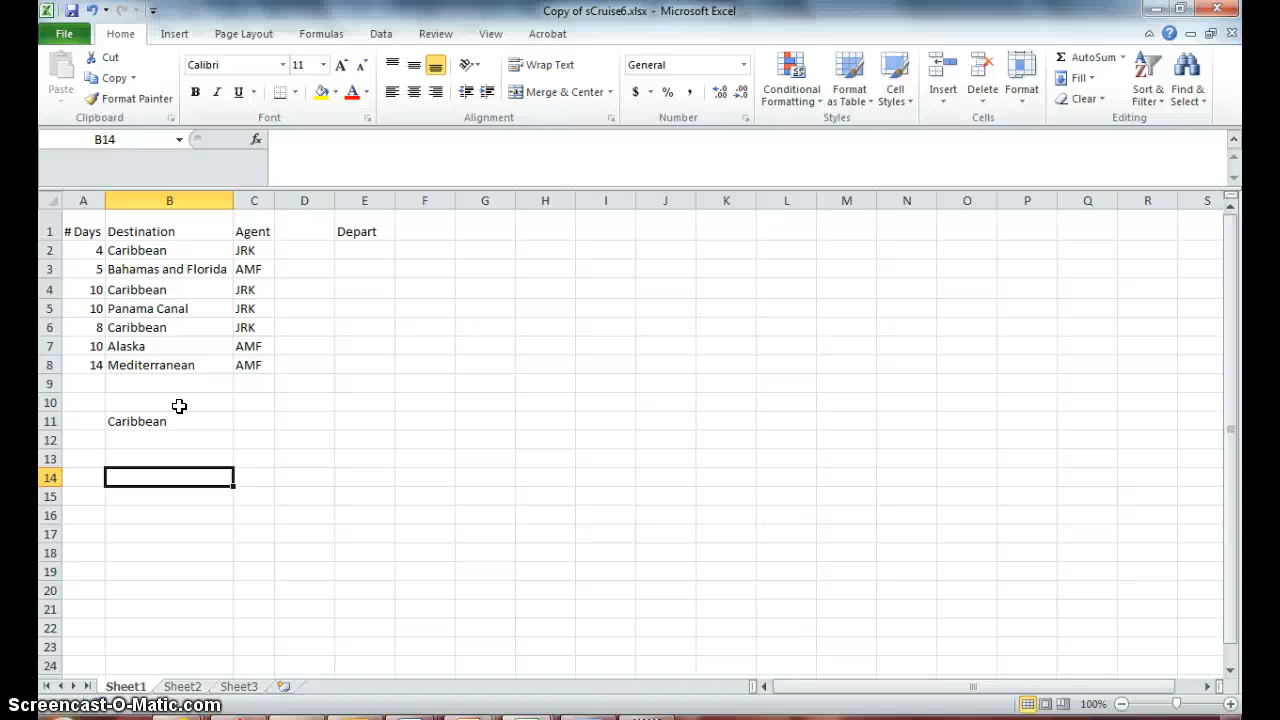 Copy of sCruise6.xlsx - Microsoft Excel
File Home Insert Page Layout Formulas Data Review View Acrobat
Paste
Cut
Copy
Format Painter
Clipboard
Calibri 11 A A
B I U A
Font
Wrap Text
Merge & Center
Alignment
General
$ % ,
Number
Conditional Formatting
Format as Table
Cell Styles
Styles
Insert Delete Format
Cells
Σ AutoSum
Fill
Clear
Sort & Filter
Find & Select
Editing
B14 fx
A B C D E F G H I J K L M N O P Q R S
1 # Days Destination Agent Depart
2 4 Caribbean JRK
3 5 Bahamas and Florida AMF
4 10 Caribbean JRK
5 10 Panama Canal JRK
6 8 Caribbean JRK
7 10 Alaska AMF
8 14 Mediterranean AMF
9
10
11 Caribbean
12
13
14
15
16
17
18
19
20
21
22
23
24
Sheet1 Sheet2 Sheet3
100%
Screencast-O-Matic.com